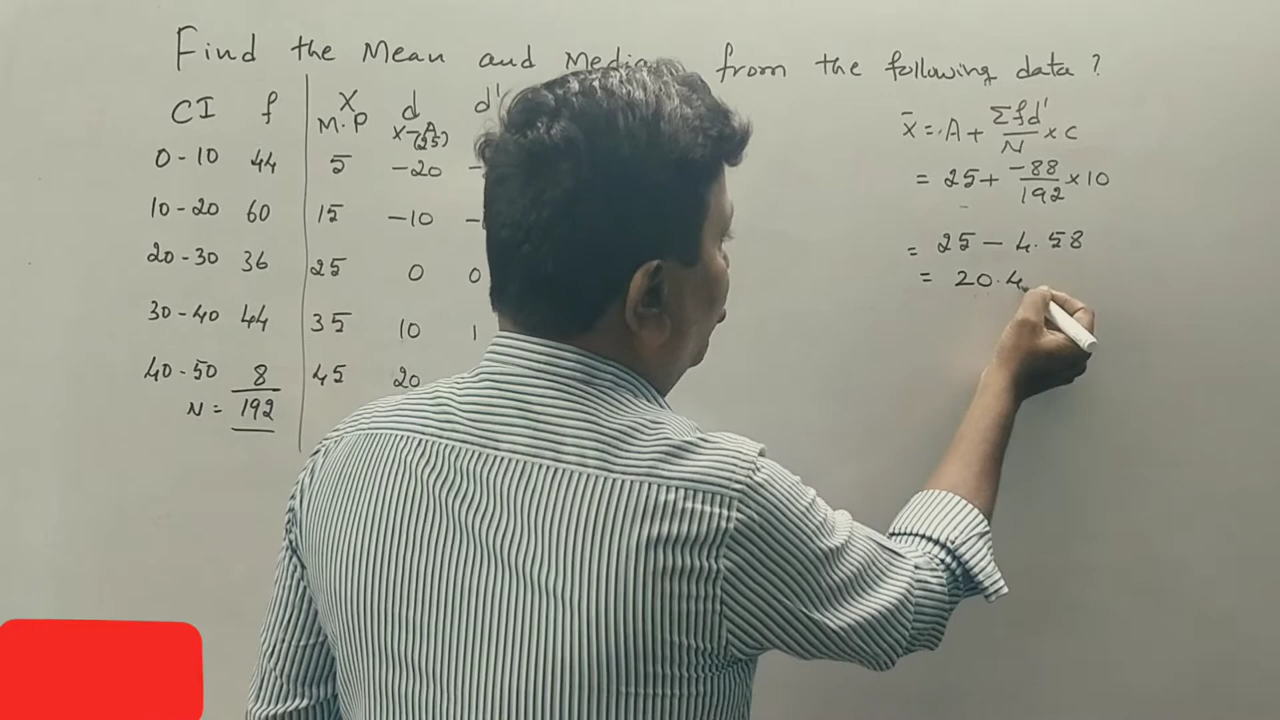 Find the Mean and Median from the following data ?
CI f X M.P d x-A (25) d'
0-10 44 5 -20 -
10-20 60 15 -10 -
20-30 36 25 0 0
30-40 44 35 10 1
40-50 8 45 20
N = 192
x̄ = A + Σfd'/N × C
= 25 + -88/192 × 10
= 25 - 4.58
= 20.4